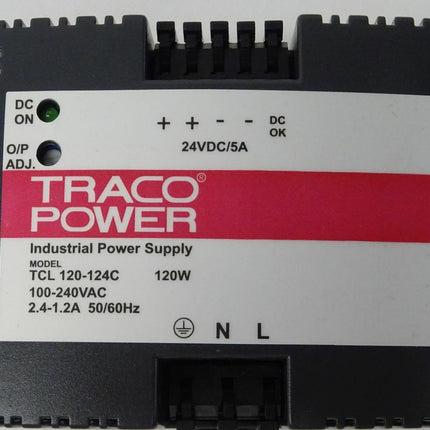 DC
ON
+ + - - DC
OK
24VDC/5A
O/P
ADJ.
TRACO®
POWER
Industrial Power Supply
MODEL
TCL 120-124C 120W
100-240VAC
2.4-1.2A 50/60Hz
N L